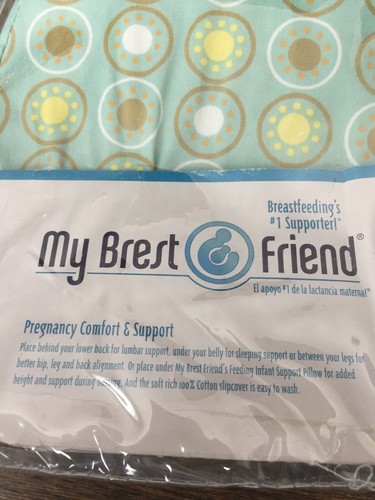 Breastfeeding's
#1 Supporter!™
My Brest Friend®
El apoyo #1 de la lactancia materna!™
Pregnancy Comfort & Support
Place behind your lower back for lumbar support, under your belly for sleeping support or between your legs for
better hip, leg and back alignment. Or place under My Brest Friend's Feeding Infant Support Pillow for added
height and support during nursing. And the soft rich 100% Cotton slipcover is easy to wash.